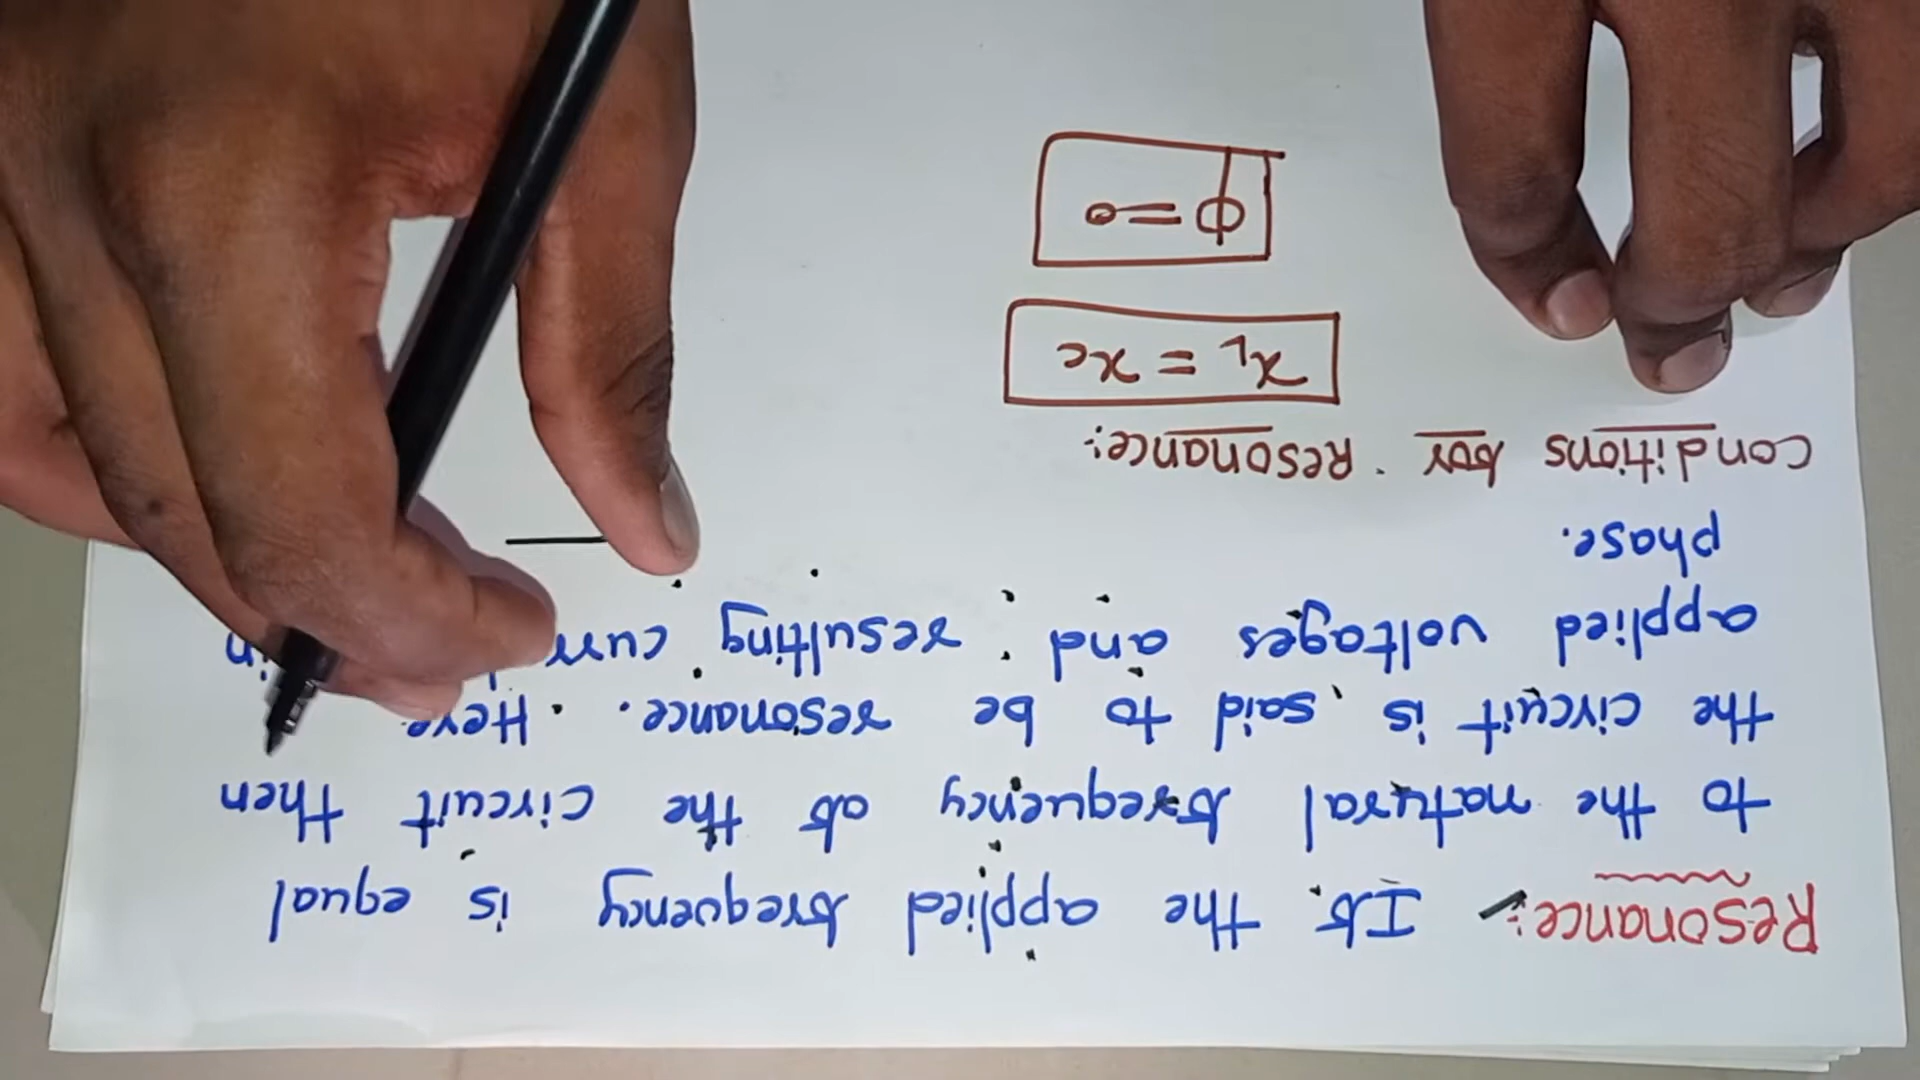 Resonance:- If the applied frequency is equal
to the natural frequency of the circuit then
the circuit is said to be resonance. Here
applied voltages and resulting in
phase.
Conditions for Resonance:
XL = XC
ϕ = 0